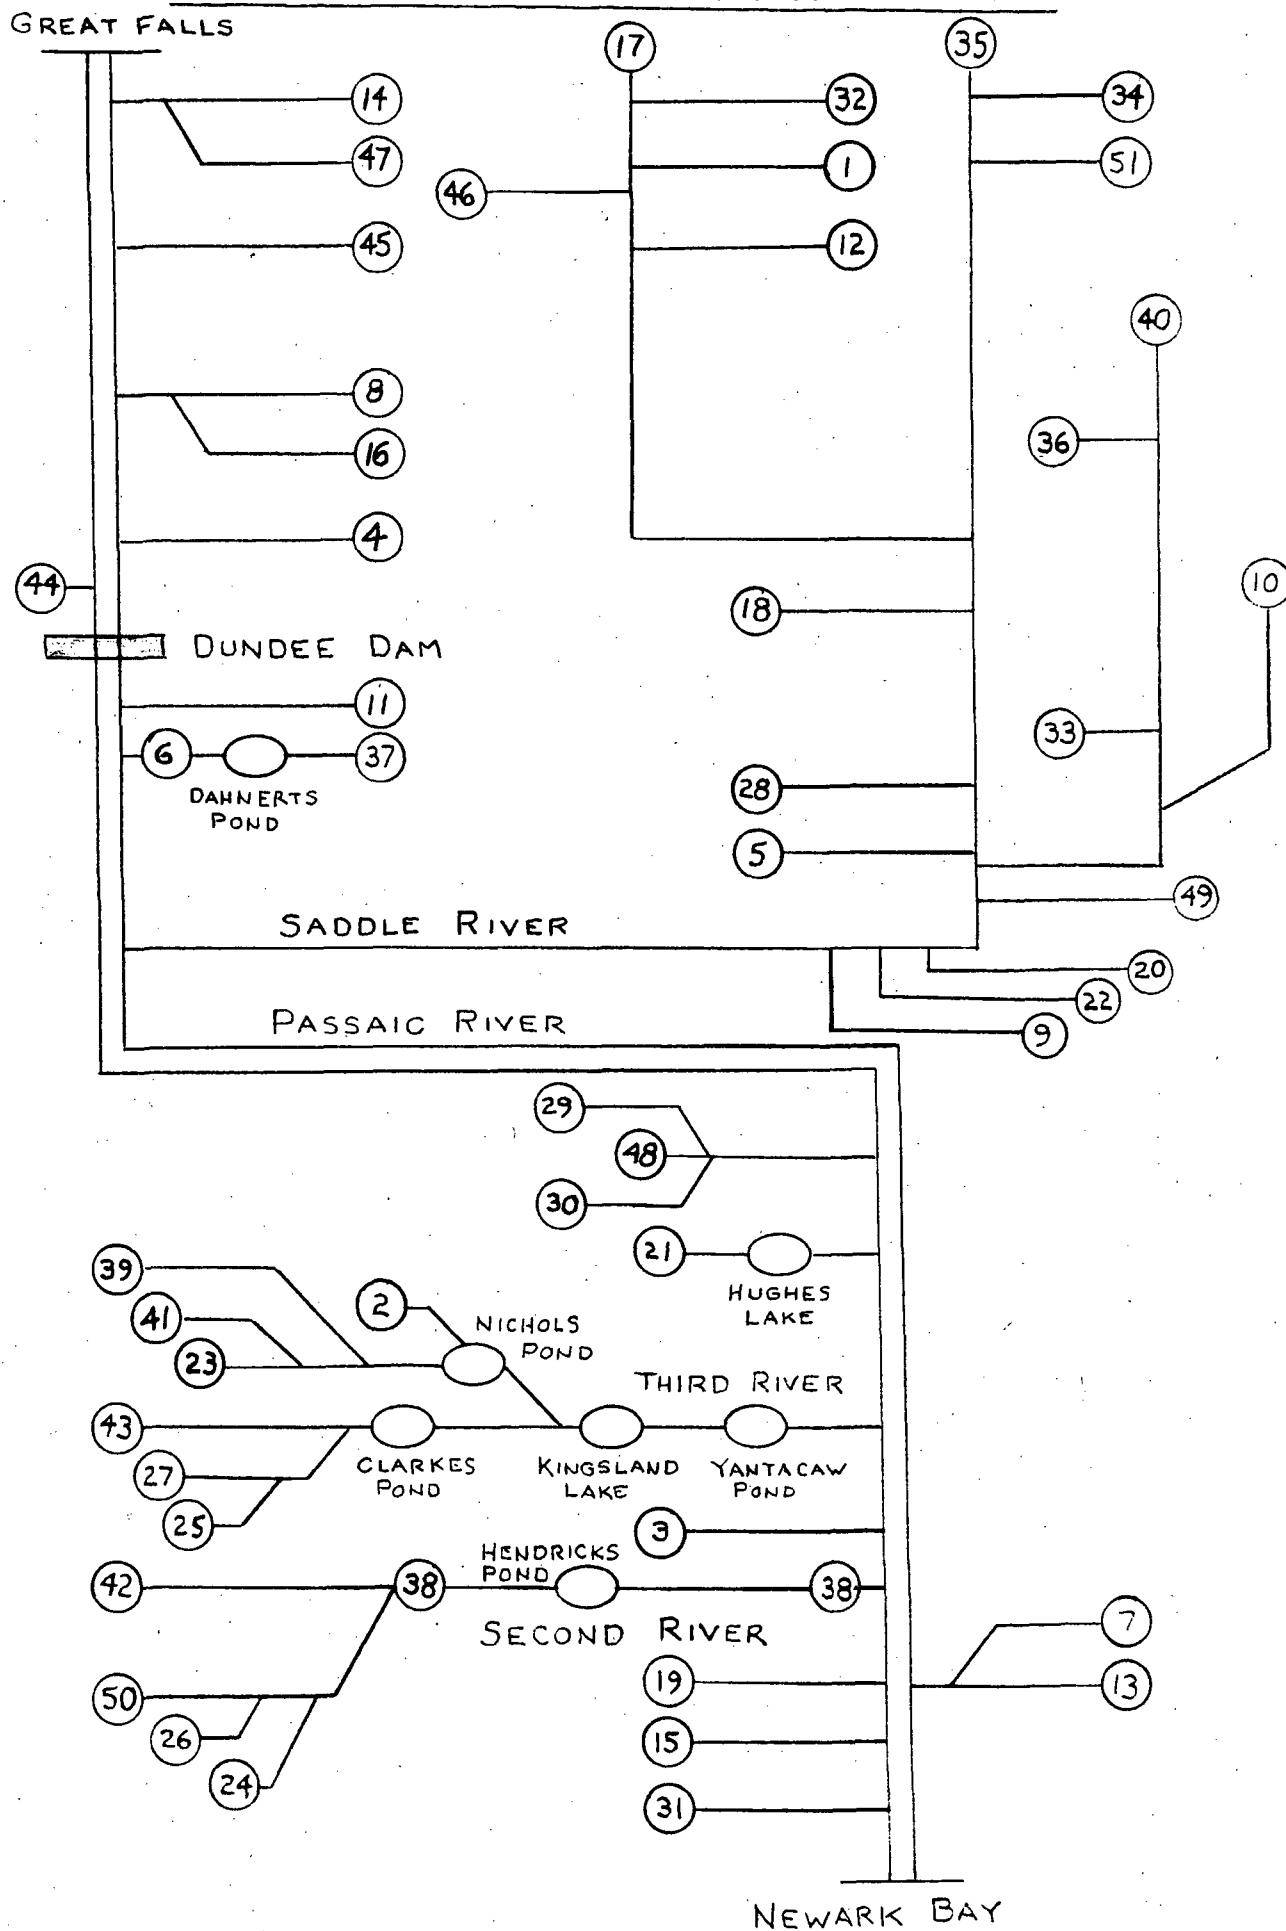 GREAT FALLS
17
35
14
32
34
47
1
51
46
45
12
40
8
36
16
4
44
10
18
DUNDEE DAM
11
33
6
37
DAHNERTS
POND
28
5
49
SADDLE RIVER
20
22
PASSAIC RIVER
9
29
48
30
21
HUGHES
LAKE
39
2
41
NICHOLS
POND
23
THIRD RIVER
43
CLARKES
POND
KINGSLAND
LAKE
YANTACAW
POND
27
25
3
HENDRICKS
POND
42
38
38
SECOND RIVER
7
19
13
50
26
15
24
31
NEWARK BAY